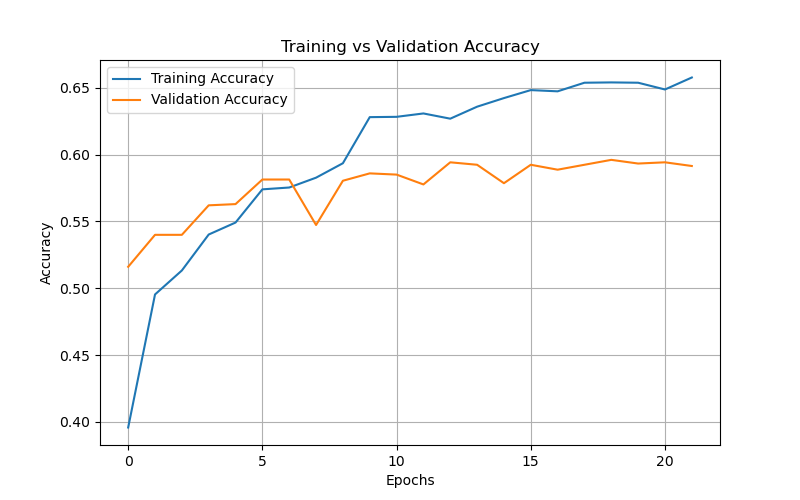 Training vs Validation Accuracy
Training Accuracy
Validation Accuracy
0.65
0.60
0.55
0.50
0.45
0.40
Accuracy
0 5 10 15 20
Epochs